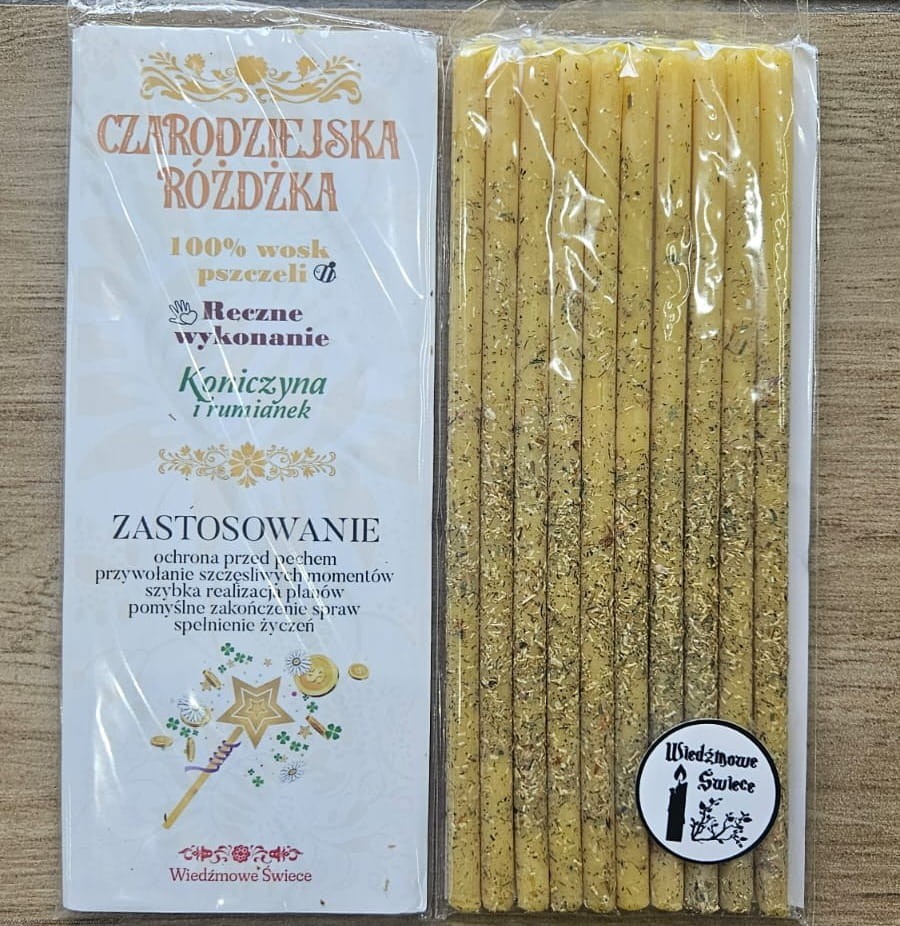 CZARODZIEJSKA
RÓŻDŻKA
100% wosk
pszczeli
Ręczne
wykonanie
Koniczyna
i rumianek
ZASTOSOWANIE
ochrona przed pechem
przywołanie szczęsliwych momentów
szybka realizacja planów
pomyślne zakończenie spraw
spełnienie życzeń
Wiedźmowe Świece
Wiedźmowe
Świece